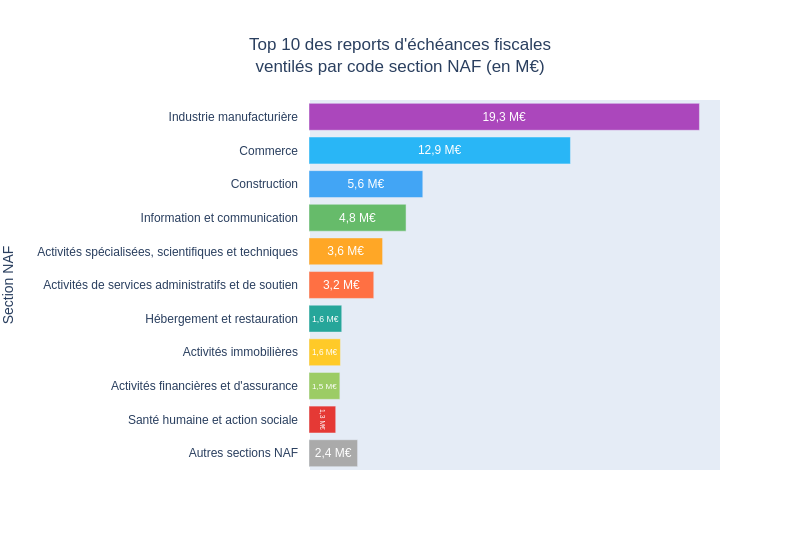 Top 10 des reports d'échéances fiscales
ventilés par code section NAF (en M€)
Section NAF
Industrie manufacturière 19,3 M€
Commerce 12,9 M€
Construction 5,6 M€
Information et communication 4,8 M€
Activités spécialisées, scientifiques et techniques 3,6 M€
Activités de services administratifs et de soutien 3,2 M€
Hébergement et restauration 1,6 M€
Activités immobilières 1,6 M€
Activités financières et d'assurance 1,5 M€
Santé humaine et action sociale 1,3 M€
Autres sections NAF 2,4 M€